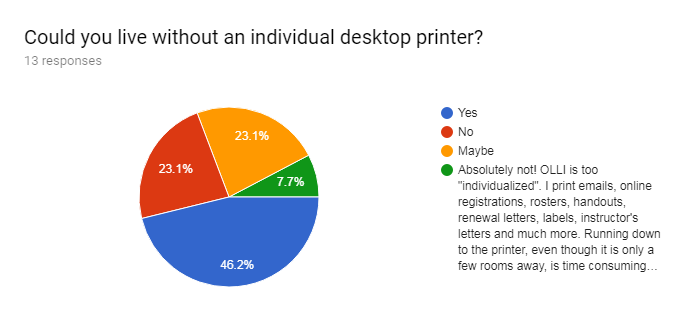 Could you live without an individual desktop printer?
13 responses
23.1%
23.1%
7.7%
46.2%
Yes
No
Maybe
Absolutely not! OLLI is too
"individualized". I print emails, online
registrations, rosters, handouts,
renewal letters, labels, instructor's
letters and much more. Running down
to the printer, even though it is only a
few rooms away, is time consuming…